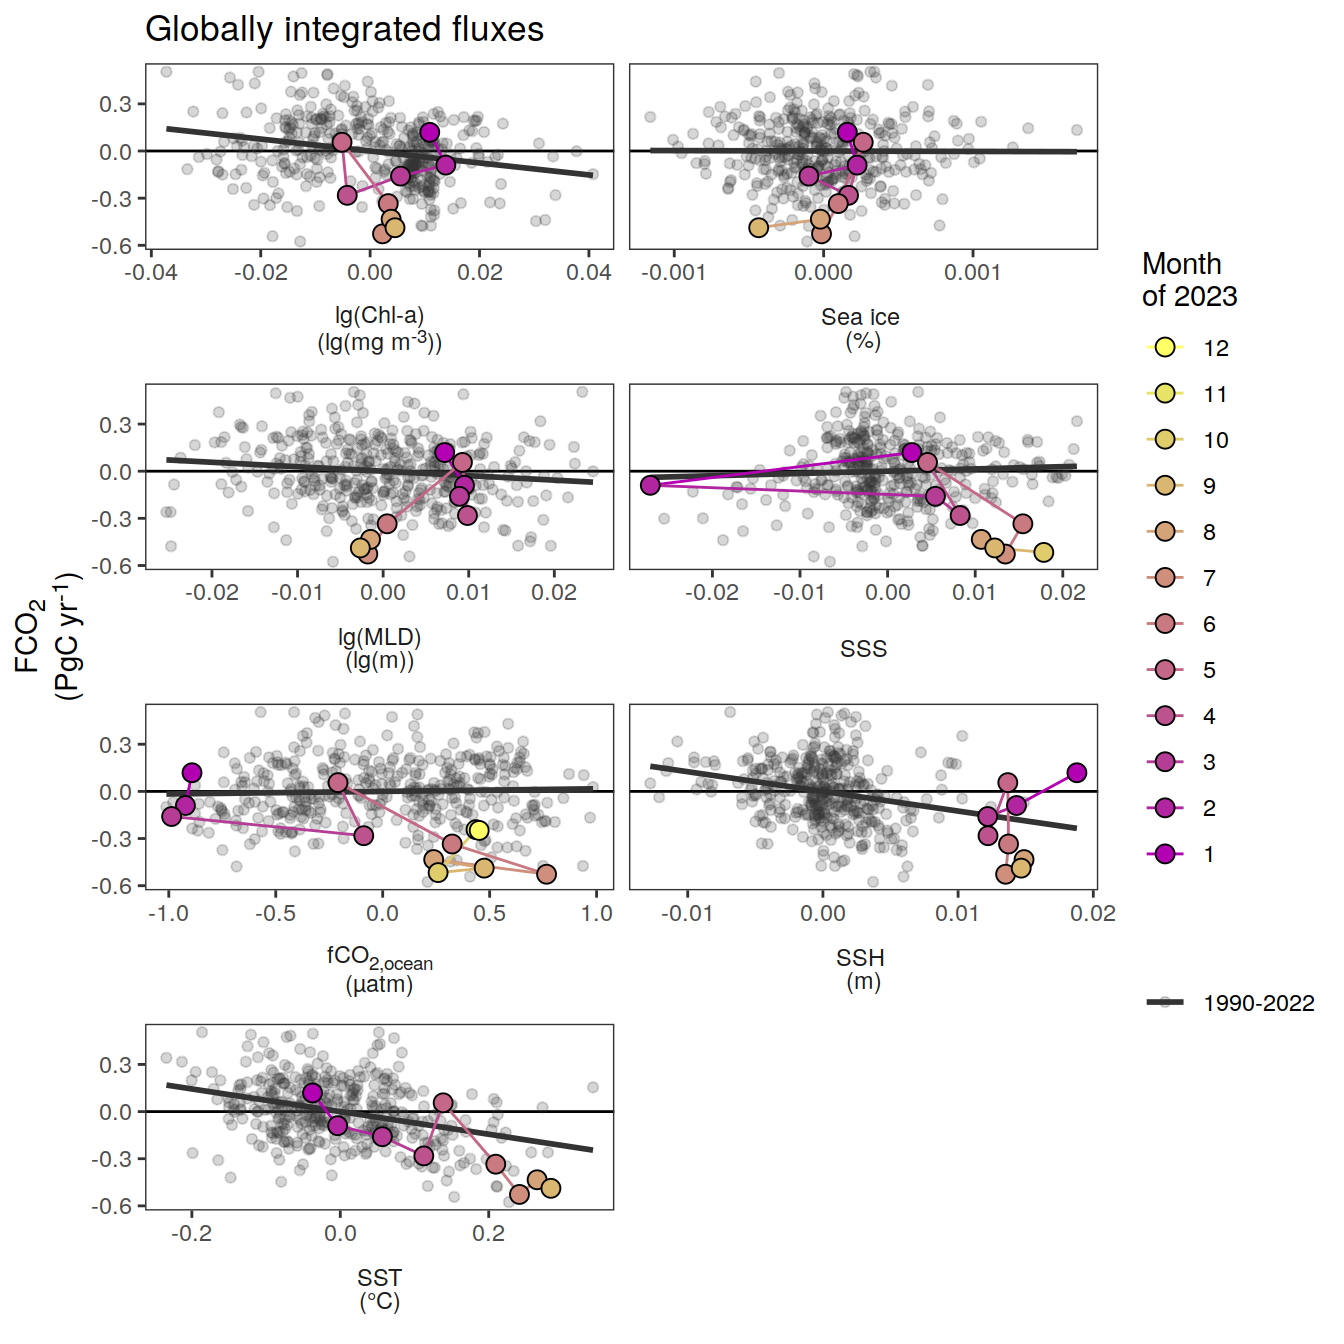 Globally integrated fluxes
0.3
0.0
-0.3
-0.6
-0.04 -0.02 0.00 0.02 0.04
lg(Chl-a)
(lg(mg m⁻³))
-0.001 0.000 0.001
Sea ice
(%)
0.3
0.0
-0.3
-0.6
-0.02 -0.01 0.00 0.01 0.02
lg(MLD)
(lg(m))
-0.02 -0.01 0.00 0.01 0.02
SSS
FCO₂
(PgC yr⁻¹)
0.3
0.0
-0.3
-0.6
-1.0 -0.5 0.0 0.5 1.0
fCO₂,ocean
(µatm)
-0.01 0.00 0.01 0.02
SSH
(m)
0.3
0.0
-0.3
-0.6
-0.2 0.0 0.2
SST
(°C)
Month
of 2023
12
11
10
9
8
7
6
5
4
3
2
1
1990-2022